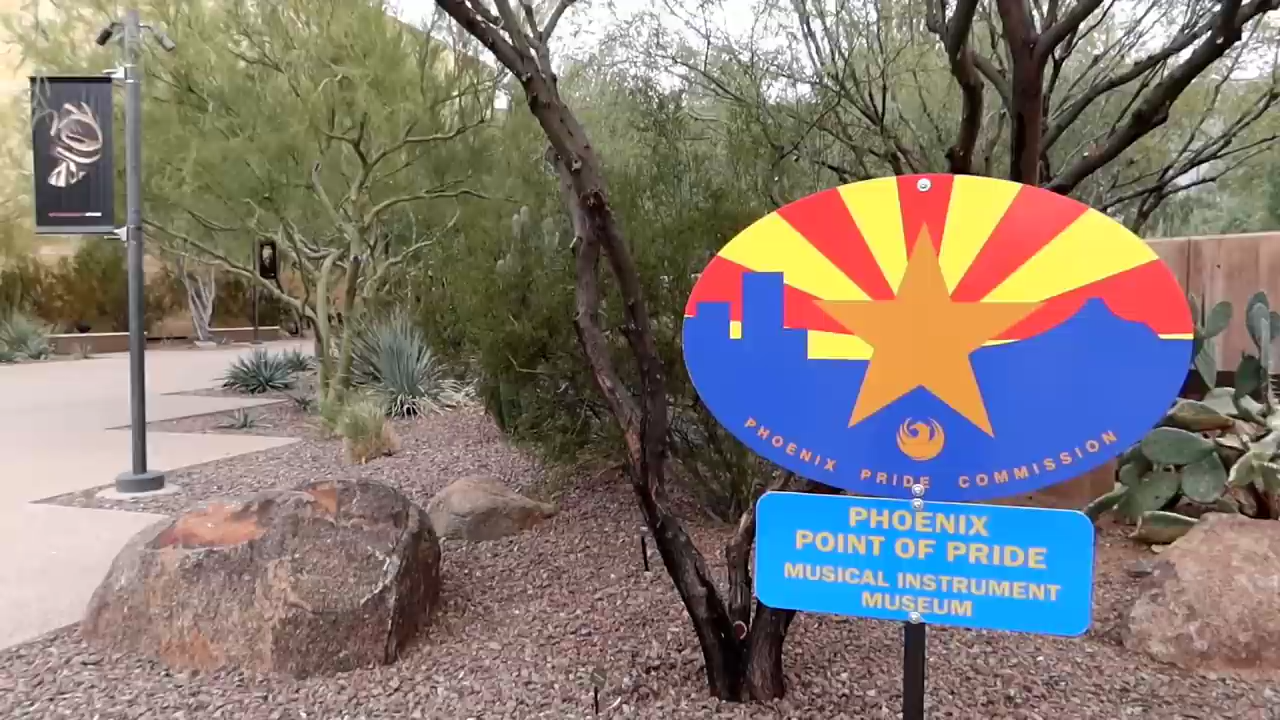 PHOENIX PRIDE COMMISSION
PHOENIX
POINT OF PRIDE
MUSICAL INSTRUMENT
MUSEUM